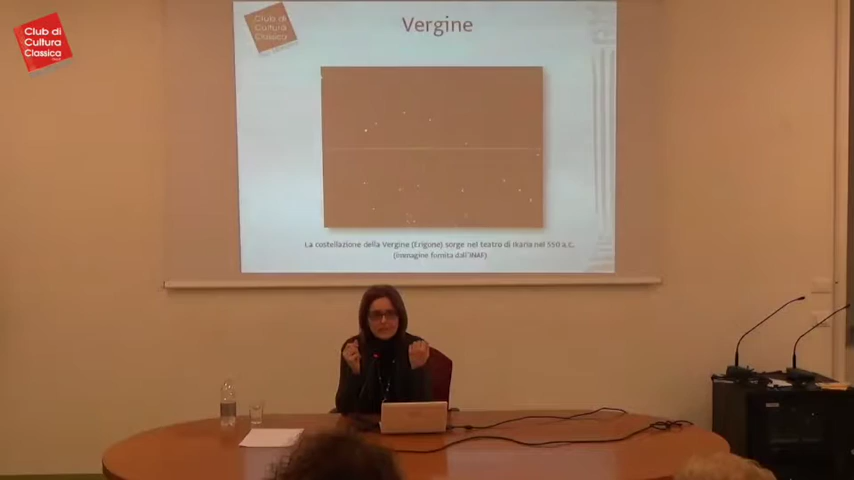 Club di
Cultura
Classica
Club di
Cultura
Classica
Vergine
La costellazione della Vergine (Erigone) sorge nel teatro di Ikaria nel 550 a.C.
(Immagine fornita dall'INAF)